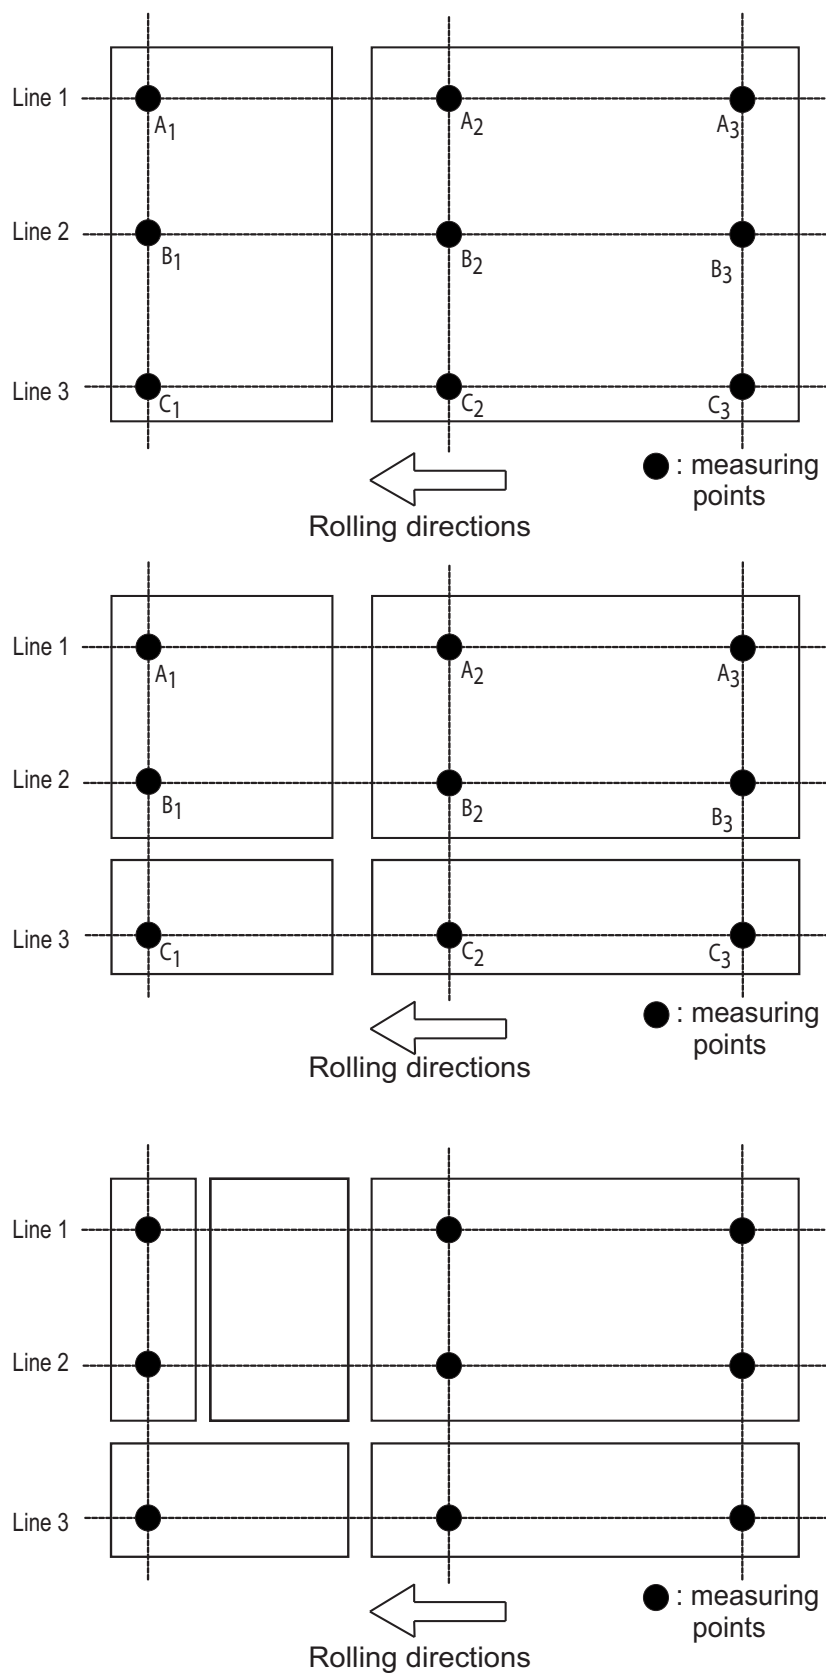 Line 1
A1
A2
A3
Line 2
B1
B2
B3
Line 3
C1
C2
C3
: measuring
points
Rolling directions
Line 1
A1
A2
A3
Line 2
B1
B2
B3
Line 3
C1
C2
C3
: measuring
points
Rolling directions
Line 1
Line 2
Line 3
: measuring
points
Rolling directions